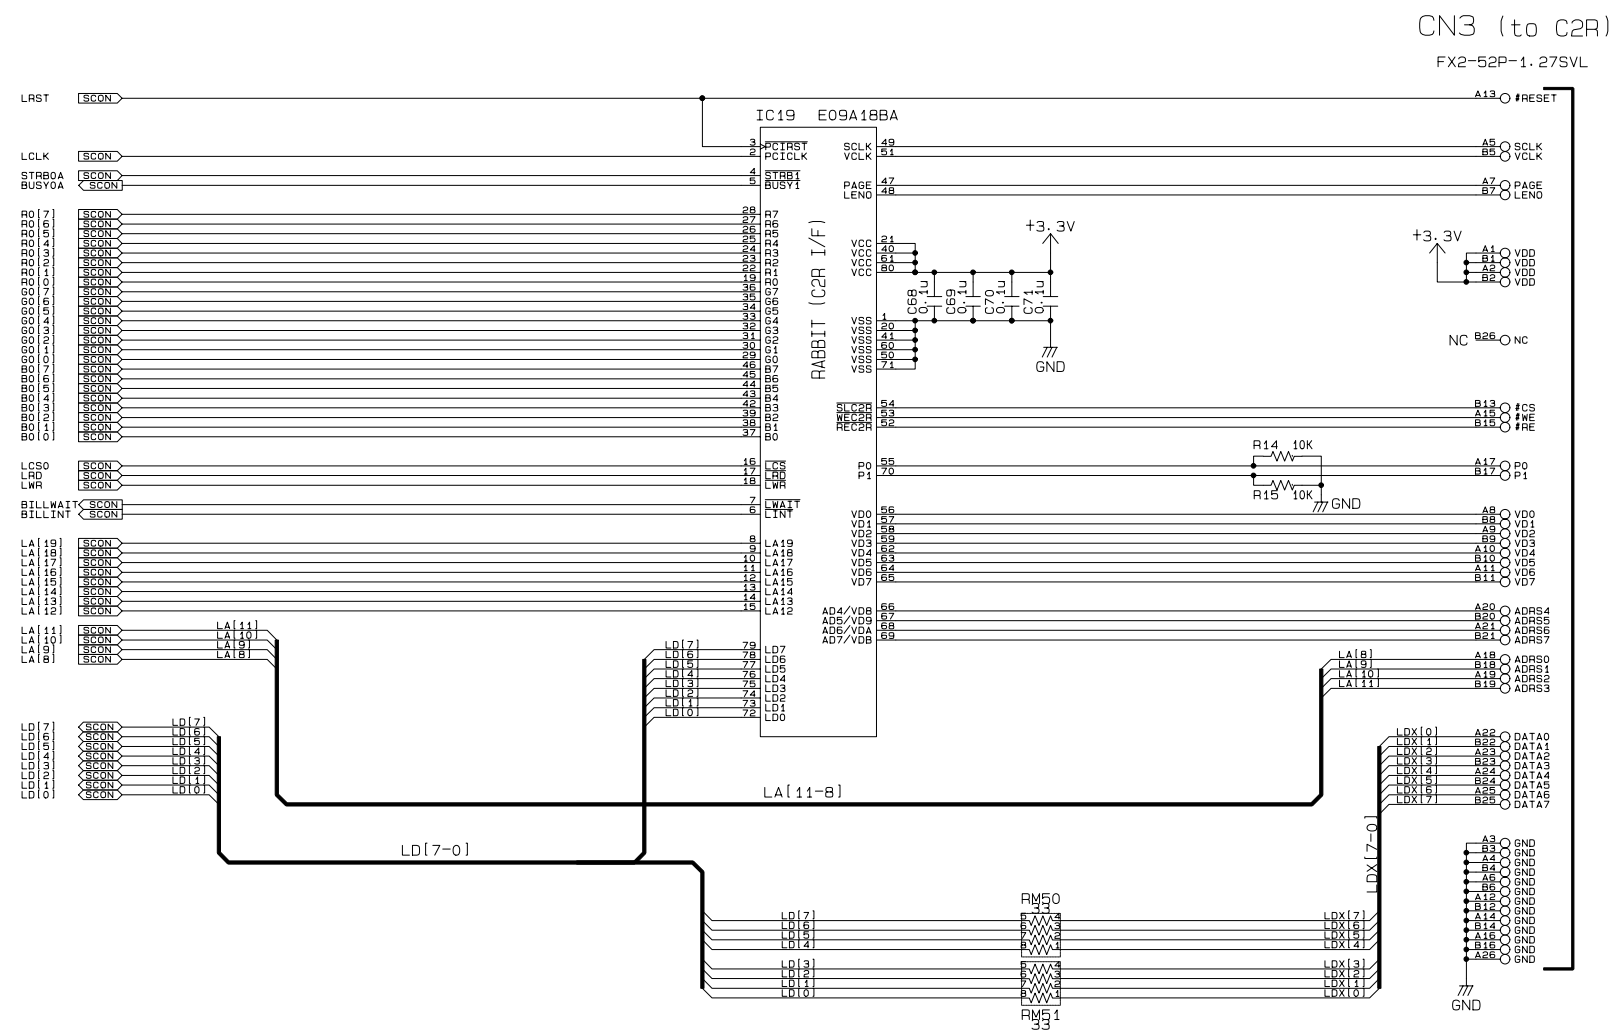 CN3 (to C2R)
FX2-52P-1.27SVL
LRST SCON A13 #RESET
IC19 E09A18BA
3 PCIRST SCLK 49 A5 SCLK
LCLK SCON 2 PCICLK VCLK 51 B5 VCLK
STRB0A SCON 4 STRB1
BUSY0A SCON 5 BUSY1 PAGE 47 A7 PAGE
LEN0 48 B7 LEN0
R0[7] SCON 28 R7
R0[6] SCON 27 R6
R0[5] SCON 26 R5
R0[4] SCON 25 R4
R0[3] SCON 24 R3
R0[2] SCON 23 R2
R0[1] SCON 22 R1
R0[0] SCON 19 R0
G0[7] SCON 36 G7
G0[6] SCON 35 G6
G0[5] SCON 34 G5
G0[4] SCON 33 G4
G0[3] SCON 32 G3
G0[2] SCON 31 G2
G0[1] SCON 30 G1
G0[0] SCON 29 G0
B0[7] SCON 46 B7
B0[6] SCON 45 B6
B0[5] SCON 44 B5
B0[4] SCON 43 B4
B0[3] SCON 42 B3
B0[2] SCON 39 B2
B0[1] SCON 38 B1
B0[0] SCON 37 B0
RABBIT (C2R I/F)
VCC 21
VCC 40
VCC 61
VCC 80
+3.3V
C68 0.1u
C69 0.1u
C70 0.1u
C71 0.1u
VSS 1
VSS 20
VSS 41
VSS 60
VSS 50
VSS 71
GND
+3.3V
A1 VDD
B1 VDD
A2 VDD
B2 VDD
NC B26 NC
SLC2R 54 B13 #CS
WEC2R 53 A15 #WE
REC2R 52 B15 #RE
R14 10K
LCS0 SCON 16 LCS P0 55 A17 P0
LRD SCON 17 LRD P1 70 B17 P1
LWR SCON 18 LWR
R15 10K
GND
BILLWAIT SCON 7 LWAIT
BILLINT SCON 6 LINT
VD0 56 A8 VD0
VD1 57 B8 VD1
VD2 58 A9 VD2
VD3 59 B9 VD3
VD4 62 A10 VD4
VD5 63 B10 VD5
VD6 64 A11 VD6
VD7 65 B11 VD7
LA[19] SCON 8 LA19
LA[18] SCON 9 LA18
LA[17] SCON 10 LA17
LA[16] SCON 11 LA16
LA[15] SCON 12 LA15
LA[14] SCON 13 LA14
LA[13] SCON 14 LA13
LA[12] SCON 15 LA12
AD4/VD8 66 A20 ADRS4
AD5/VD9 67 B20 ADRS5
AD6/VDA 68 A21 ADRS6
AD7/VDB 69 B21 ADRS7
LA[11] SCON LA[11]
LA[10] SCON LA[10]
LA[9] SCON LA[9]
LA[8] SCON LA[8]
LD[7] 79 LD7
LD[6] 78 LD6
LD[5] 77 LD5
LD[4] 76 LD4
LD[3] 75 LD3
LD[2] 74 LD2
LD[1] 73 LD1
LD[0] 72 LD0
LA[8] A18 ADRS0
LA[9] B18 ADRS1
LA[10] A19 ADRS2
LA[11] B19 ADRS3
LD[7] SCON LD[7]
LD[6] SCON LD[6]
LD[5] SCON LD[5]
LD[4] SCON LD[4]
LD[3] SCON LD[3]
LD[2] SCON LD[2]
LD[1] SCON LD[1]
LD[0] SCON LD[0]
LDX[0] A22 DATA0
LDX[1] B22 DATA1
LDX[2] A23 DATA2
LDX[3] B23 DATA3
LDX[4] A24 DATA4
LDX[5] B24 DATA5
LDX[6] A25 DATA6
LDX[7] B25 DATA7
LA[11-8]
LD[7-0]
LDX[7-0]
A3 GND
B3 GND
A4 GND
B4 GND
A6 GND
B6 GND
A12 GND
B12 GND
A14 GND
B14 GND
A16 GND
B16 GND
A26 GND
GND
RM50
33
LD[7] 5 4 LDX[7]
LD[6] 6 3 LDX[6]
LD[5] 7 2 LDX[5]
LD[4] 8 1 LDX[4]
LD[3] 5 4 LDX[3]
LD[2] 6 3 LDX[2]
LD[1] 7 2 LDX[1]
LD[0] 8 1 LDX[0]
RM51
33